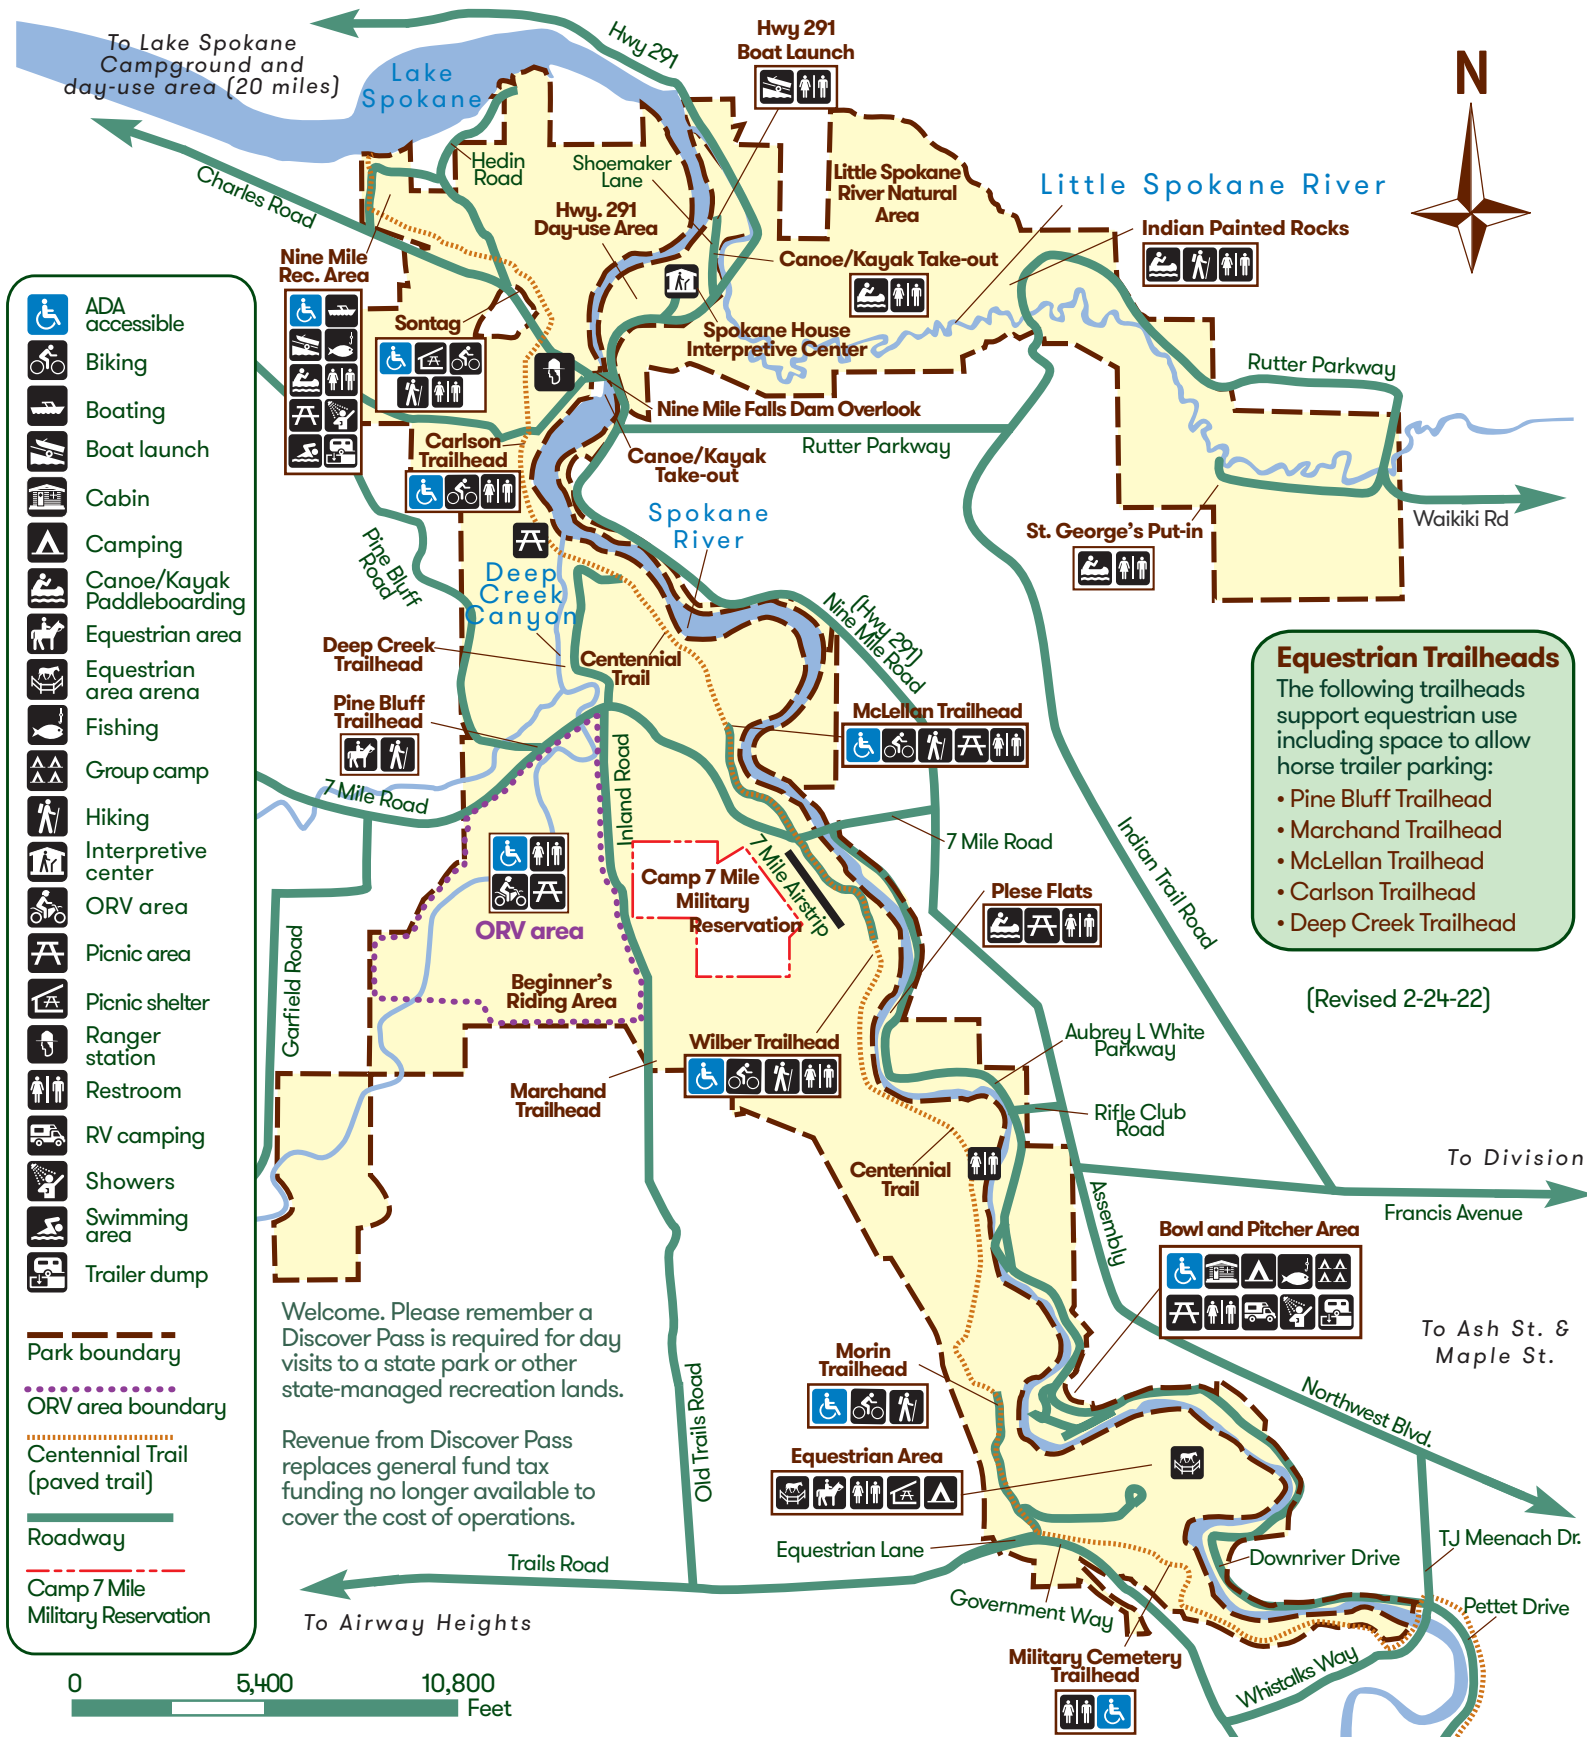 To Lake Spokane
Campground and
day-use area (20 miles)
Lake
Spokane
Hwy 291
Hwy 291
Boat Launch
N
Charles Road
Hedin
Road
Shoemaker
Lane
Hwy. 291
Day-use Area
Little Spokane
River Natural
Area
Little Spokane River
Indian Painted Rocks
Nine Mile
Rec. Area
Canoe/Kayak Take-out
Sontag
Spokane House
Interpretive Center
Rutter Parkway
Nine Mile Falls Dam Overlook
Rutter Parkway
Carlson
Trailhead
Canoe/Kayak
Take-out
Waikiki Rd
St. George's Put-in
Spokane
River
Pine Bluff
Road
Deep
Creek
Canyon
(Hwy 291)
Nine Mile Road
Deep Creek
Trailhead
Centennial
Trail
Pine Bluff
Trailhead
McLellan Trailhead
Inland Road
7 Mile Road
7 Mile Road
Indian Trail Road
7 Mile Airstrip
Camp 7 Mile
Military
Reservation
Plese Flats
ORV area
Garfield Road
Beginner's
Riding Area
Wilber Trailhead
Aubrey L White
Parkway
Marchand
Trailhead
Rifle Club
Road
Centennial
Trail
Assembly
To Division
Francis Avenue
Bowl and Pitcher Area
To Ash St. &
Maple St.
Morin
Trailhead
Northwest Blvd.
Old Trails Road
Equestrian Area
Equestrian Lane
TJ Meenach Dr.
Downriver Drive
Trails Road
To Airway Heights
Government Way
Pettet Drive
Military Cemetery
Trailhead
Whistalks Way
Equestrian Trailheads
The following trailheads
support equestrian use
including space to allow
horse trailer parking:
• Pine Bluff Trailhead
• Marchand Trailhead
• McLellan Trailhead
• Carlson Trailhead
• Deep Creek Trailhead
(Revised 2-24-22)
ADA
accessible
Biking
Boating
Boat launch
Cabin
Camping
Canoe/Kayak
Paddleboarding
Equestrian area
Equestrian
area arena
Fishing
Group camp
Hiking
Interpretive
center
ORV area
Picnic area
Picnic shelter
Ranger
station
Restroom
RV camping
Showers
Swimming
area
Trailer dump
Park boundary
ORV area boundary
Centennial Trail
(paved trail)
Roadway
Camp 7 Mile
Military Reservation
Welcome. Please remember a
Discover Pass is required for day
visits to a state park or other
state-managed recreation lands.
Revenue from Discover Pass
replaces general fund tax
funding no longer available to
cover the cost of operations.
0 5,400 10,800
Feet